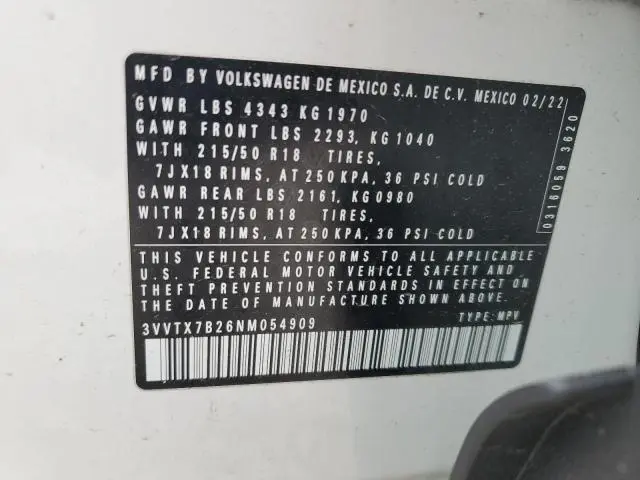 MFD BY VOLKSWAGEN DE MEXICO S.A. DE C.V. MEXICO 02/22
GVWR LBS 4343 KG 1970
GAWR FRONT LBS 2293, KG 1040
WITH 215/50 R18 TIRES,
7JX18 RIMS, AT 250 KPA, 36 PSI COLD
GAWR REAR LBS 2161, KG0980
WITH 215/50 R18 TIRES,
7JX18 RIMS, AT 250 KPA, 36 PSI COLD
THIS VEHICLE CONFORMS TO ALL APPLICABLE
U.S. FEDERAL MOTOR VEHICLE SAFETY AND
THEFT PREVENTION STANDARDS IN EFFECT ON
THE DATE OF MANUFACTURE SHOWN ABOVE.
3VVTX7B26NM054909 TYPE: MPV
0316059 3620